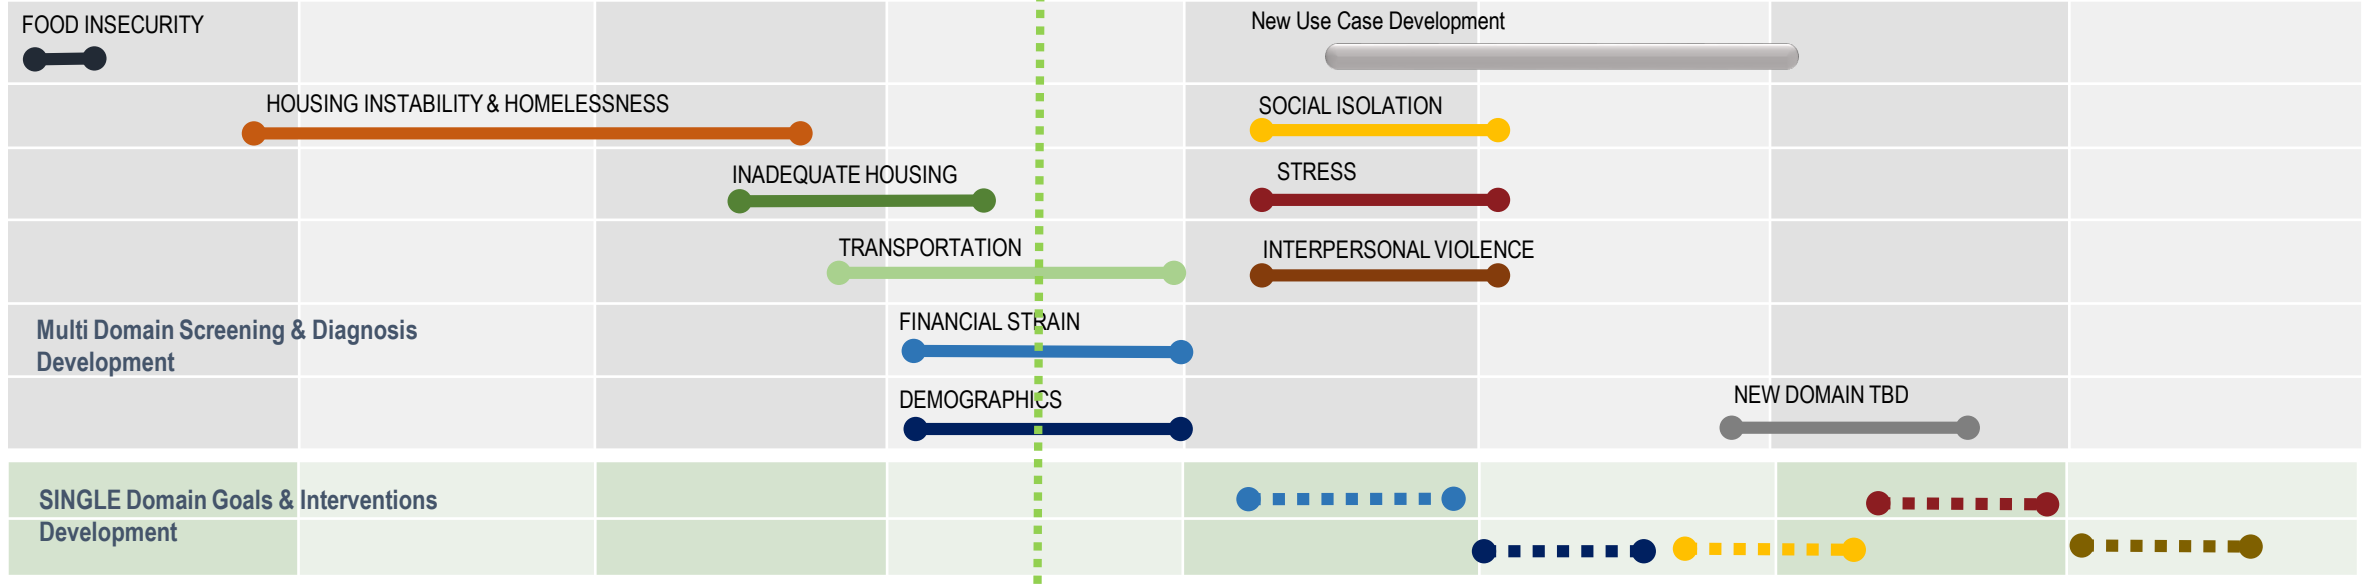 FOOD INSECURITY
New Use Case Development
HOUSING INSTABILITY & HOMELESSNESS
SOCIAL ISOLATION
INADEQUATE HOUSING
STRESS
TRANSPORTATION
INTERPERSONAL VIOLENCE
Multi Domain Screening & Diagnosis
Development
FINANCIAL STRAIN
DEMOGRAPHICS
NEW DOMAIN TBD
SINGLE Domain Goals & Interventions
Development